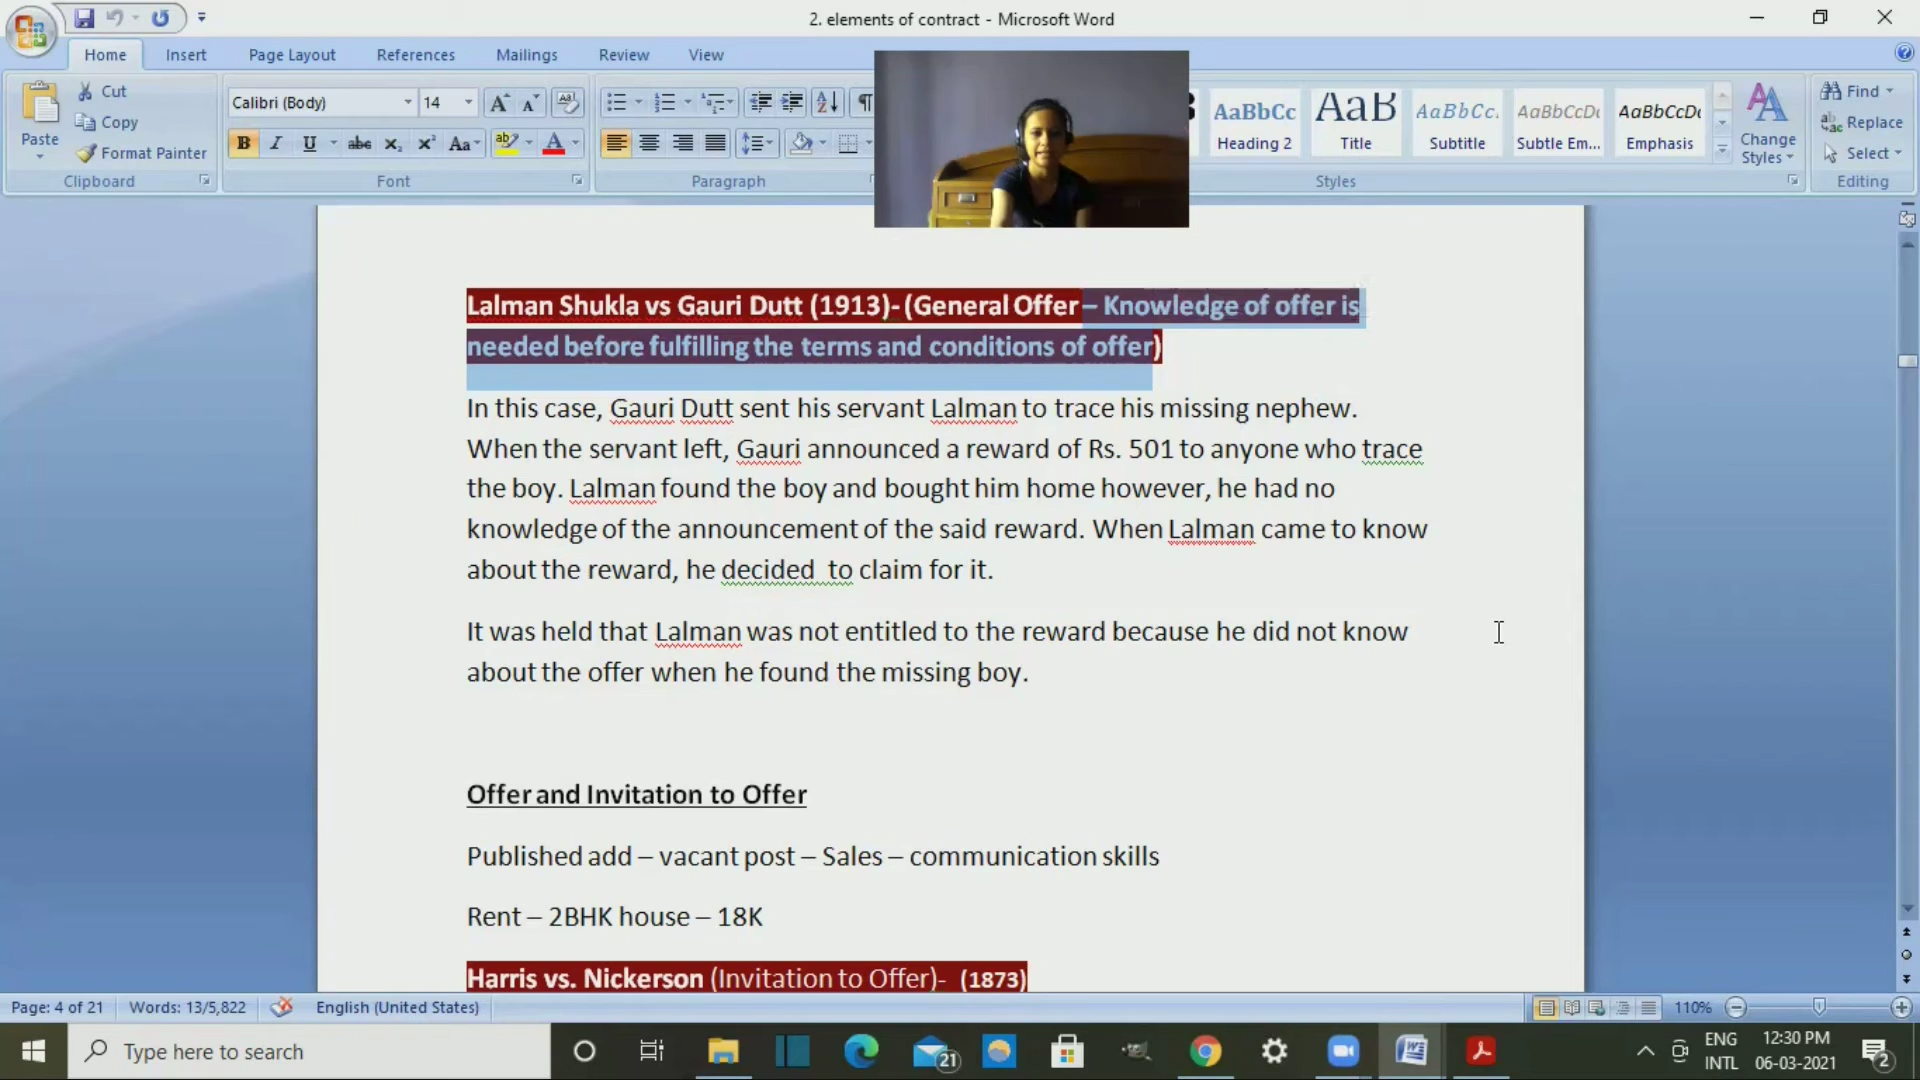 2. elements of contract - Microsoft Word
Home Insert Page Layout References Mailings Review View
Paste
Cut
Copy
Format Painter
Clipboard
Calibri (Body) 14
Font
Paragraph
AaBbCc AaB AaBbCc. AaBbCcDc AaBbCcDc
Heading 2 Title Subtitle Subtle Em... Emphasis
Change Styles
Styles
Find
Replace
Select
Editing
Lalman Shukla vs Gauri Dutt (1913)- (General Offer – Knowledge of offer is
needed before fulfilling the terms and conditions of offer)
In this case, Gauri Dutt sent his servant Lalman to trace his missing nephew.
When the servant left, Gauri announced a reward of Rs. 501 to anyone who trace
the boy. Lalman found the boy and bought him home however, he had no
knowledge of the announcement of the said reward. When Lalman came to know
about the reward, he decided  to claim for it.
It was held that Lalman was not entitled to the reward because he did not know
about the offer when he found the missing boy.
Offer and Invitation to Offer
Published add – vacant post – Sales – communication skills
Rent – 2BHK house – 18K
Harris vs. Nickerson (Invitation to Offer)- (1873)
Page: 4 of 21 Words: 13/5,822 English (United States) 110%
Type here to search
21
ENG
INTL
12:30 PM
06-03-2021
2